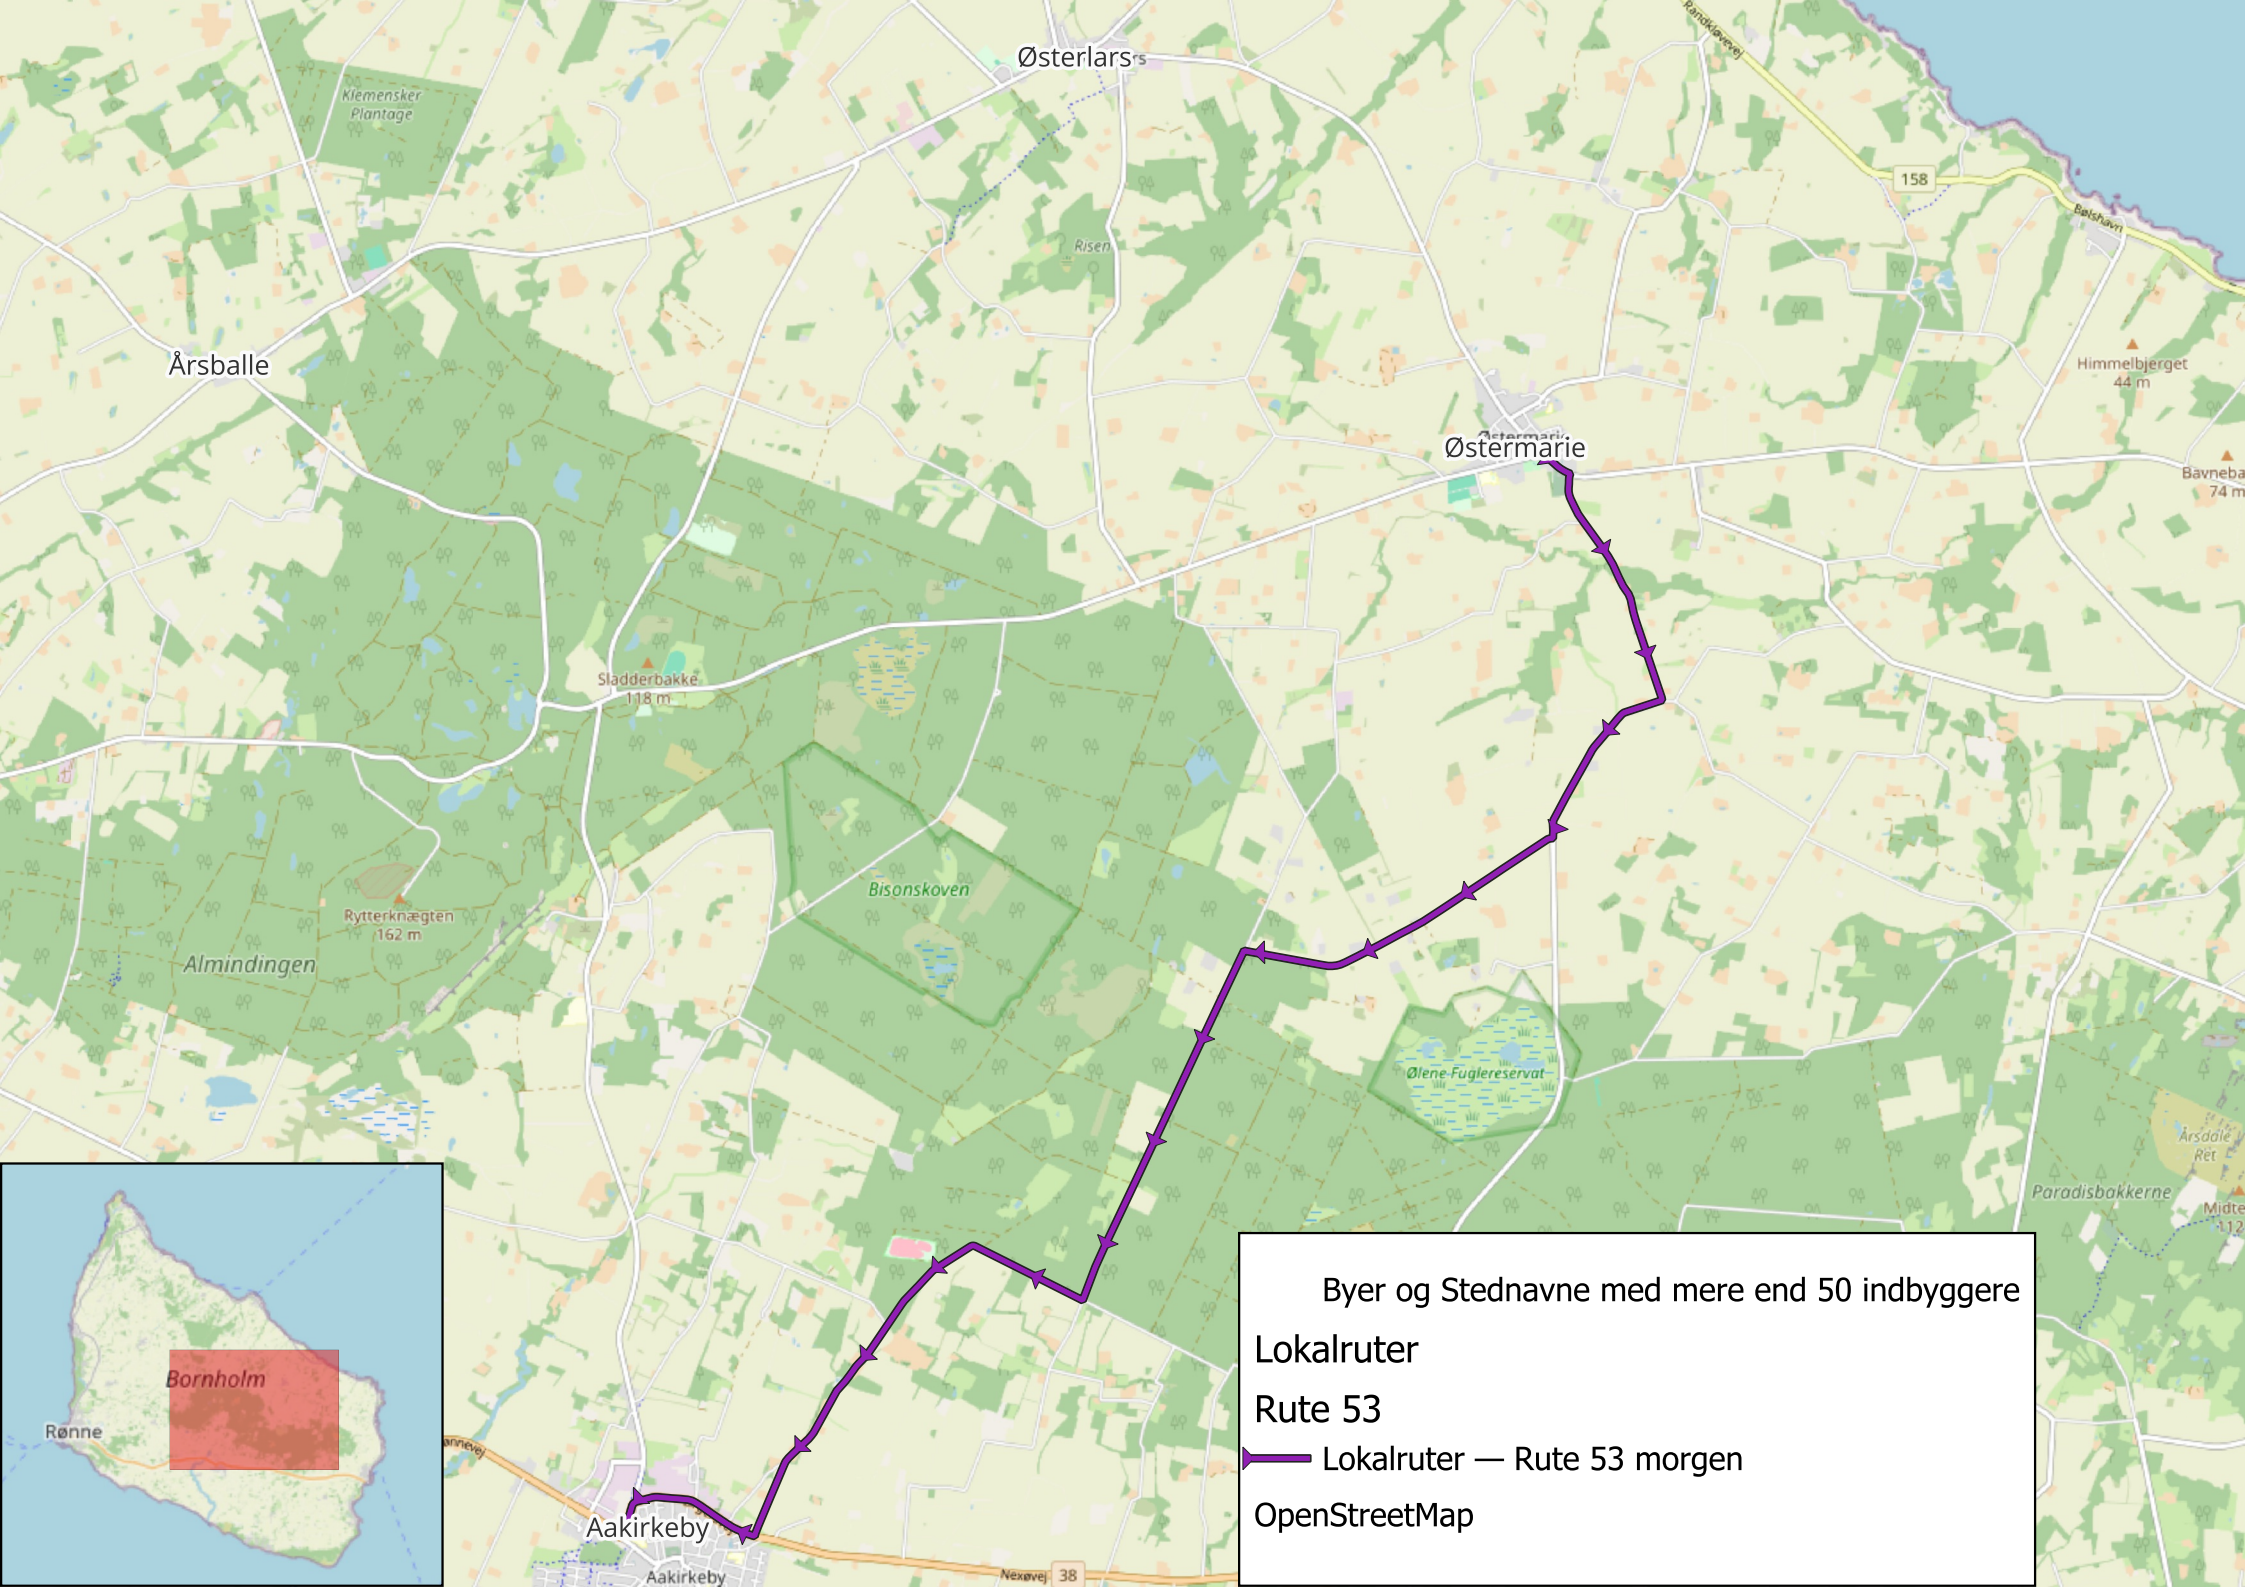 Randkløvevej
Østerlars
rs
Klemensker
Plantage
158
Bølshavn
Risen
Himmelbjerget
44 m
Årsballe
Østermarie
Østermarie
74 m
Sladderbakke
118 m
Bisonskoven
Rytterknægten
162 m
Almindingen
Ølene Fuglereservat
Årsdale
Ret
Paradisbakkerne
Bornholm
Rønne
Aakirkeby
Aakirkeby
Nexøvej
38
Byer og Stednavne med mere end 50 indbyggere
Lokalruter
Rute 53
Lokalruter — Rute 53 morgen
OpenStreetMap